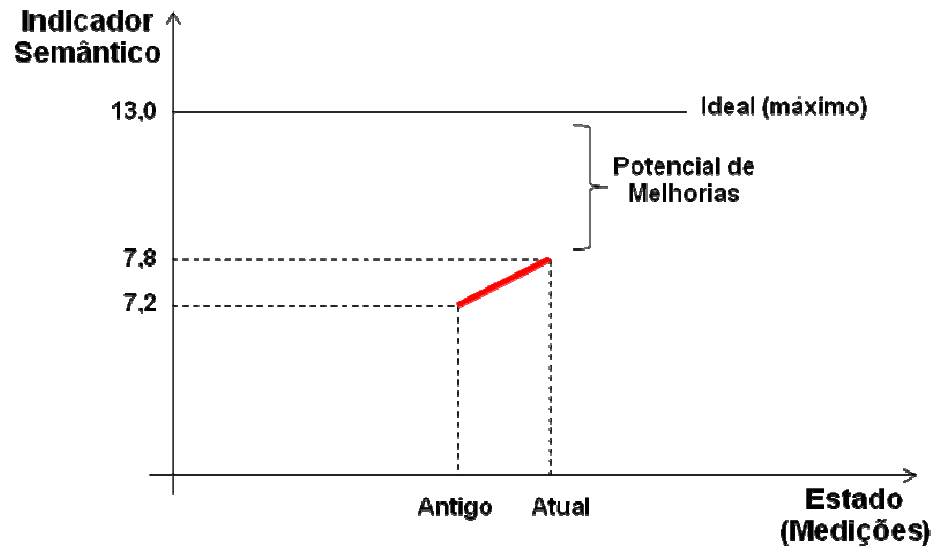 Indicador
Semântico
13,0
Ideal (máximo)
Potencial de
Melhorias
7,8
7,2
Antigo
Atual
Estado
(Medições)